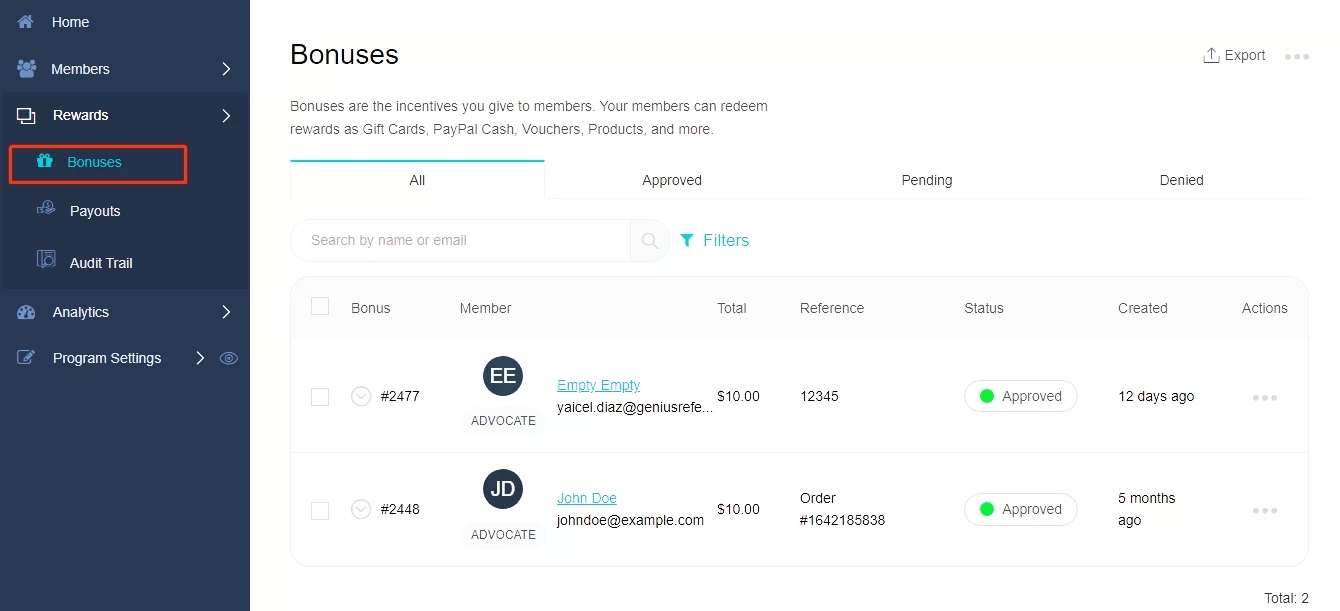 Home
Members
Rewards
Bonuses
Payouts
Audit Trail
Analytics
Program Settings
Bonuses
Export
Bonuses are the incentives you give to members. Your members can redeem
rewards as Gift Cards, PayPal Cash, Vouchers, Products, and more.
All Approved Pending Denied
Search by name or email Filters
Bonus Member Total Reference Status Created Actions
EE
Empty Empty
#2477 $10.00 12345 Approved 12 days ago
yaicel.diaz@geniusrefe...
ADVOCATE
JD
John Doe Order 5 months
#2448 $10.00 Approved
johndoe@example.com #1642185838 ago
ADVOCATE
Total: 2